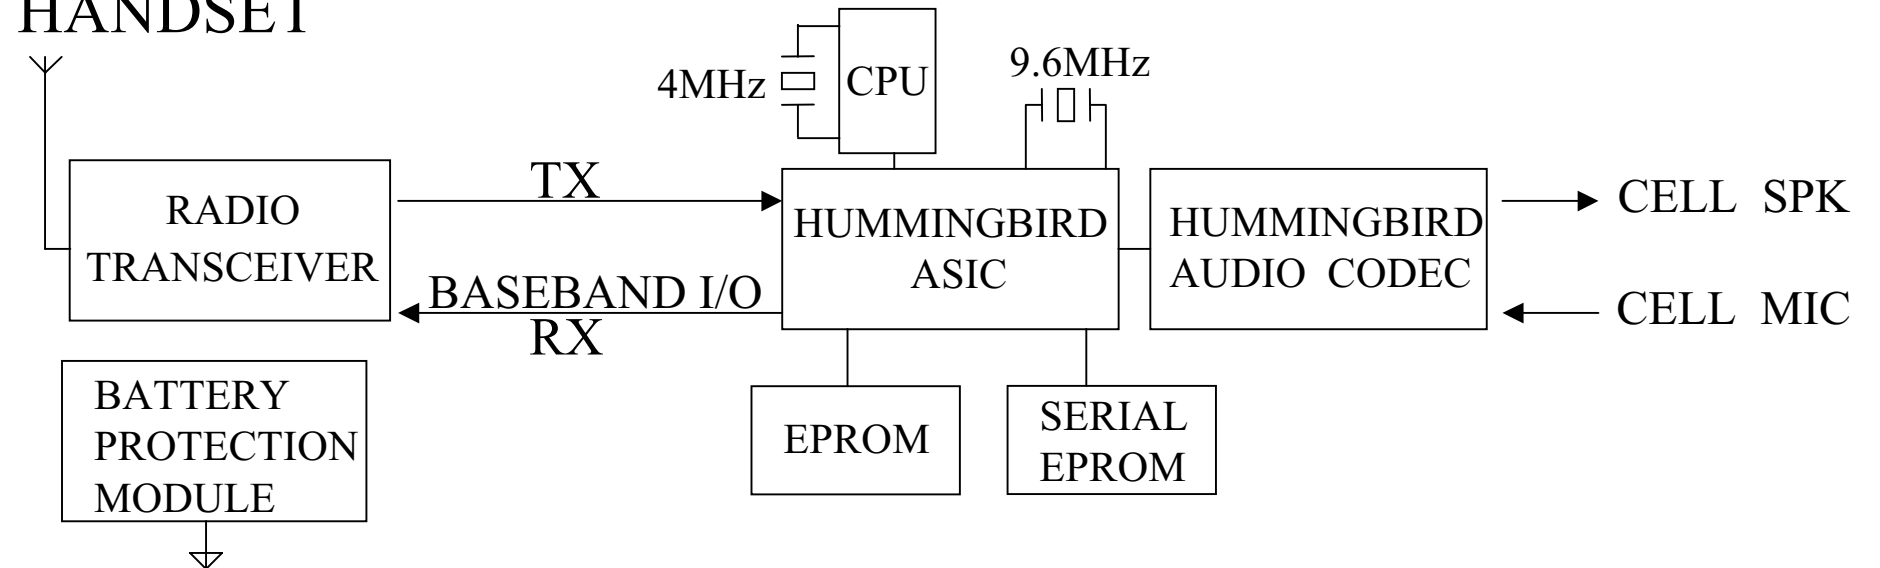 HANDSET
4MHz
CPU
9.6MHz
RADIO
TRANSCEIVER
TX
BASEBAND I/O
RX
HUMMINGBIRD
ASIC
HUMMINGBIRD
AUDIO CODEC
CELL SPK
CELL MIC
BATTERY
PROTECTION
MODULE
EPROM
SERIAL
EPROM